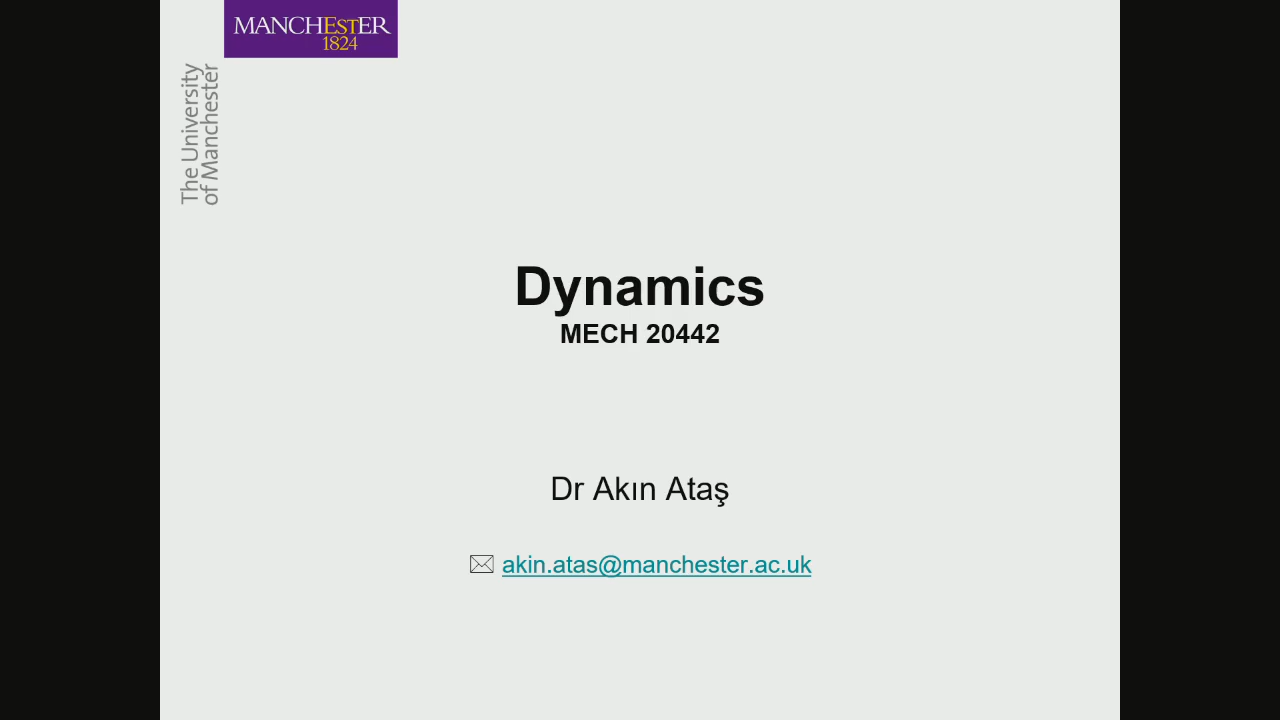 MANCHESTER
1824
The University
of Manchester
Dynamics
MECH 20442
Dr Akın Ataş
akin.atas@manchester.ac.uk